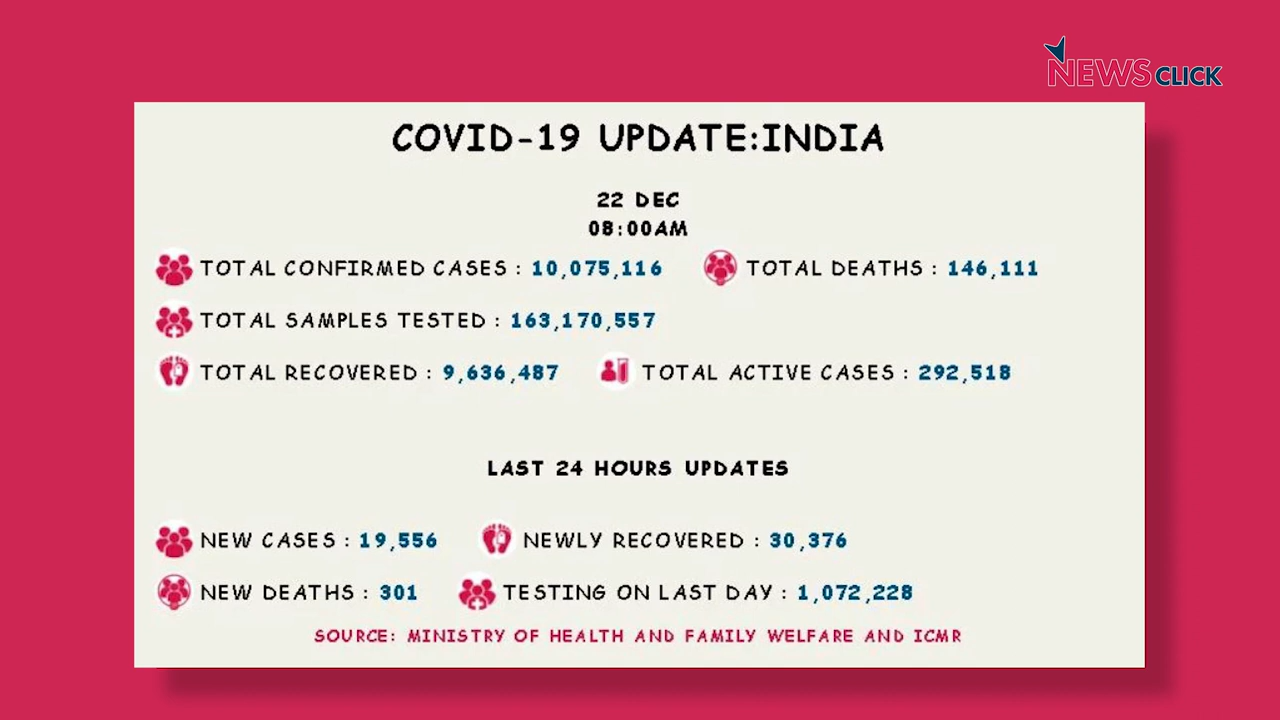 NEWSCLICK
COVID-19 UPDATE:INDIA
22 DEC
08:00AM
TOTAL CONFIRMED CASES : 10,075,116 TOTAL DEATHS : 146,111
TOTAL SAMPLES TESTED : 163,170,557
TOTAL RECOVERED : 9,636,487 TOTAL ACTIVE CASES : 292,518
LAST 24 HOURS UPDATES
NEW CASES : 19,556 NEWLY RECOVERED : 30,376
NEW DEATHS : 301 TESTING ON LAST DAY : 1,072,228
SOURCE: MINISTRY OF HEALTH AND FAMILY WELFARE AND ICMR